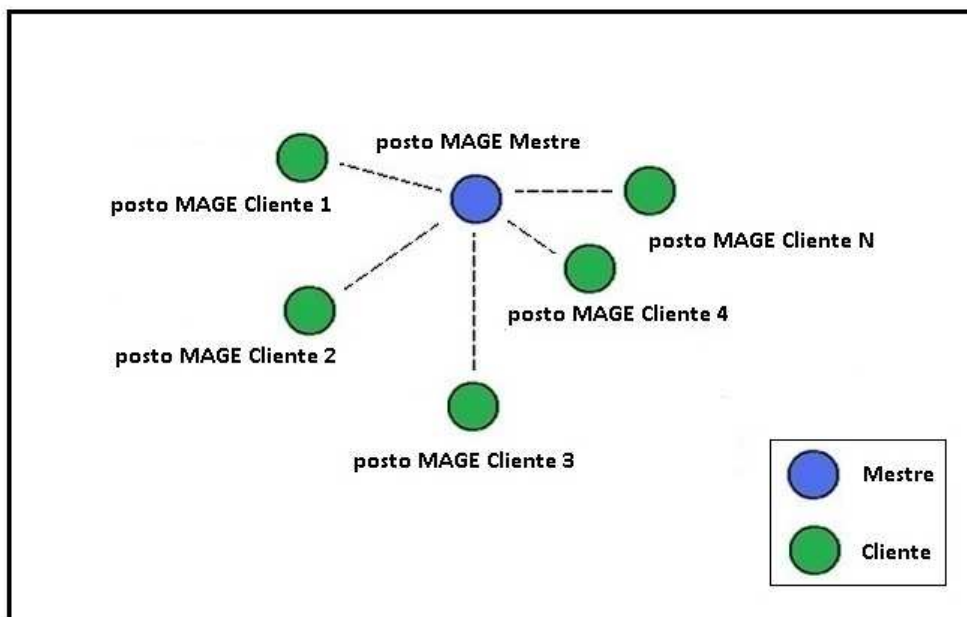 posto MAGE Mestre
posto MAGE Cliente 1
posto MAGE Cliente N
posto MAGE Cliente 4
posto MAGE Cliente 2
posto MAGE Cliente 3
Mestre
Cliente